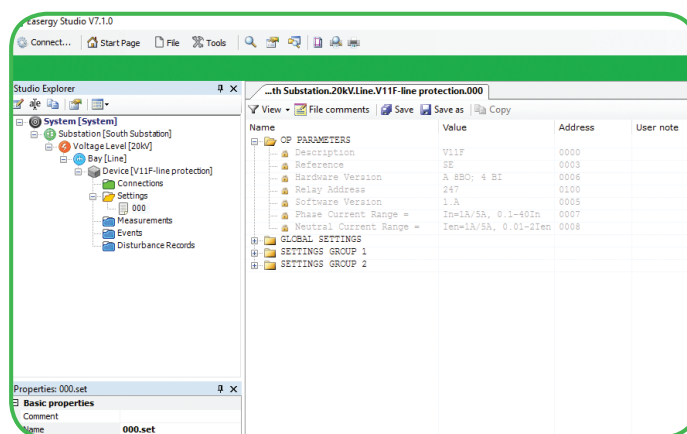 Easergy Studio V7.1.0
Connect... Start Page File Tools
Studio Explorer
System [System]
Substation [South Substation]
Voltage Level [20kV]
Bay [Line]
Device [V11F-line protection]
Connections
Settings
000
Measurements
Events
Disturbance Records
Properties: 000.set
Basic properties
Comment
Name 000.set
...th Substation.20kV.Line.V11F-line protection.000
View File comments Save Save as Copy
Name Value Address User note
OP PARAMETERS
Description V11F 0000
Reference SE 0003
Hardware Version A 8BO; 4 BI 0006
Relay Address 247 0100
Software Version 1.A 0005
Phase Current Range = In=1A/5A, 0.1-40In 0007
Neutral Current Range = Ien=1A/5A, 0.01-2Ien 0008
GLOBAL SETTINGS
SETTINGS GROUP 1
SETTINGS GROUP 2